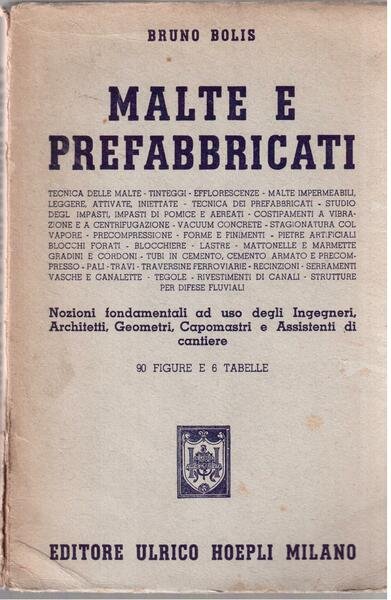 BRUNO BOLIS
MALTE E
PREFABBRICATI
TECNICA DELLE MALTE - TINTEGGI - EFFLORESCENZE - MALTE IMPERMEABILI,
LEGGERE, ATTIVATE, INIETTATE - TECNICA DEI PREFABBRICATI - STUDIO
DEGL IMPASTI, IMPASTI DI POMICE E AEREATI - COSTIPAMENTI A VIBRA-
ZIONE E A CENTRIFUGAZIONE - VACUUM CONCRETE - STAGIONATURA COL
VAPORE - PRECOMPRESSIONE - FORME E FINIMENTI - PIETRE ARTIFICIALI
BLOCCHI FORATI - BLOCCHIERE - LASTRE - MATTONELLE E MARMETTE
GRADINI E CORDONI - TUBI IN CEMENTO, CEMENTO ARMATO E PRECOM-
PRESSO - PALI - TRAVI - TRAVERSINE FERROVIARIE - RECINZIONI - SERRAMENTI
VASCHE E CANALETTE - TEGOLE - RIVESTIMENTI DI CANALI - STRUTTURE
PER DIFESE FLUVIALI
Nozioni fondamentali ad uso degli Ingegneri,
Architetti, Geometri, Capomastri e Assistenti di
cantiere
90 FIGURE E 6 TABELLE
EDITORE ULRICO HOEPLI MILANO